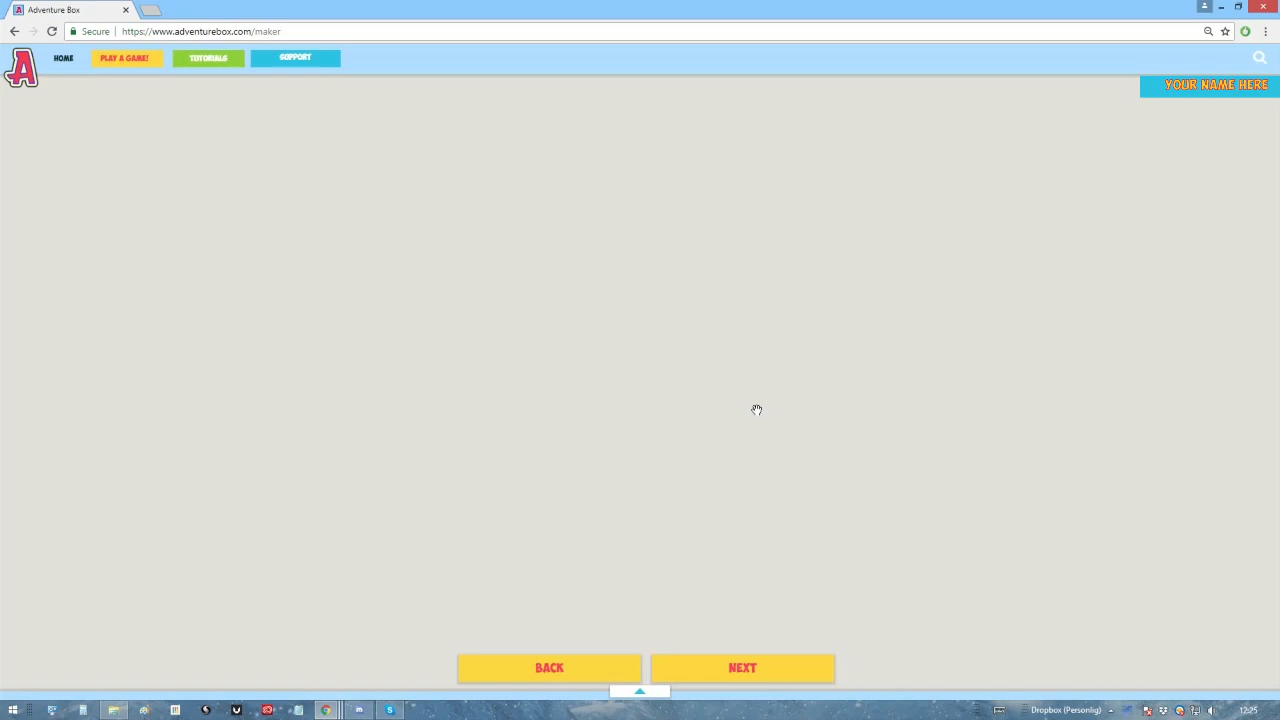 Adventure Box
Secure https://www.adventurebox.com/maker
A HOME PLAY A GAME! TUTORIALS SUPPORT
YOUR NAME HERE
BACK NEXT
Dropbox (Personlig) 12:25